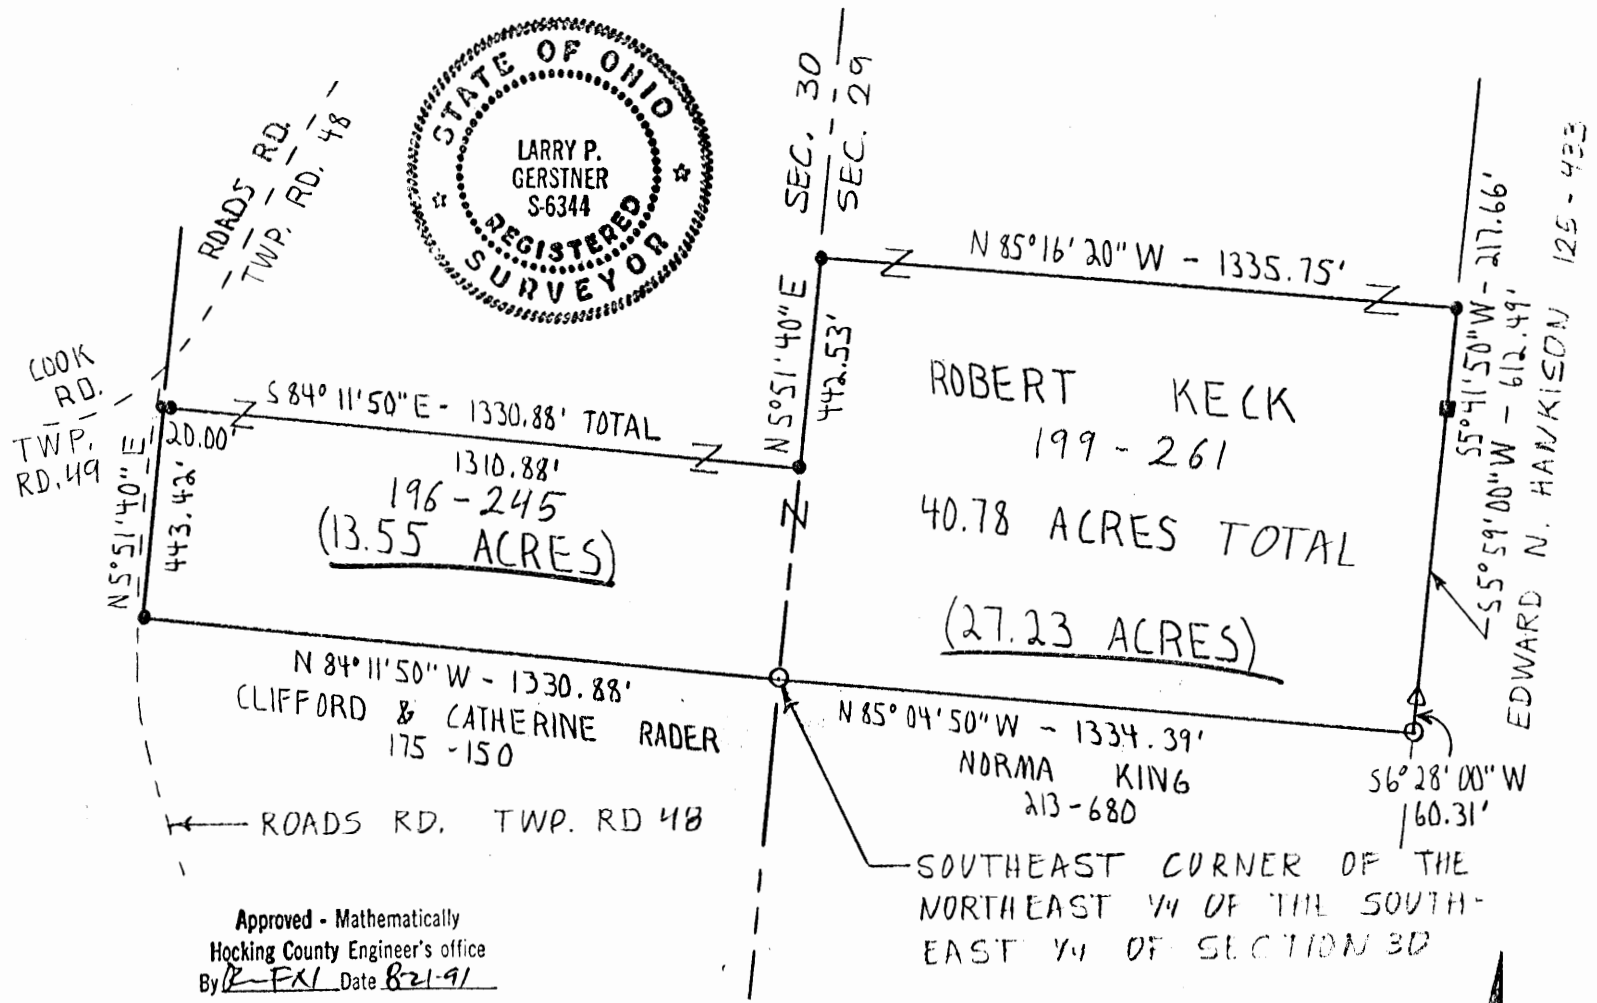 STATE OF OHIO
LARRY P.
GERSTNER
S-6344
REGISTERED
SURVEYOR
SEC. 30
SEC. 29
ROADS RD.
TWP. RD. 48
COOK
RD.
TWP.
RD. 49
N 85° 16' 20" W - 1335.75'
S 5° 41' 50" W - 217.66'
S 5° 59' 00" W - 612.49'
EDWARD N. HANKISON 125 - 433
N 5° 51' 40" E
442.53'
S 84° 11' 50" E - 1330.88' TOTAL
20.00'
1310.88'
196 - 245
(13.55 ACRES)
N 5° 51' 40" E
443.42'
ROBERT KECK
199 - 261
40.78 ACRES TOTAL
(27.23 ACRES)
N 84° 11' 50" W - 1330.88'
CLIFFORD & CATHERINE RADER
175 - 150
N 85° 04' 50" W - 1334.39'
NORMA KING
213 - 680
S 6° 28' 00" W
60.31'
ROADS RD. TWP. RD 48
SOUTHEAST CORNER OF THE
NORTHEAST 1/4 OF THE SOUTH-
EAST 1/4 OF SECTION 30
Approved - Mathematically
Hocking County Engineer's office
By Date 8-21-91